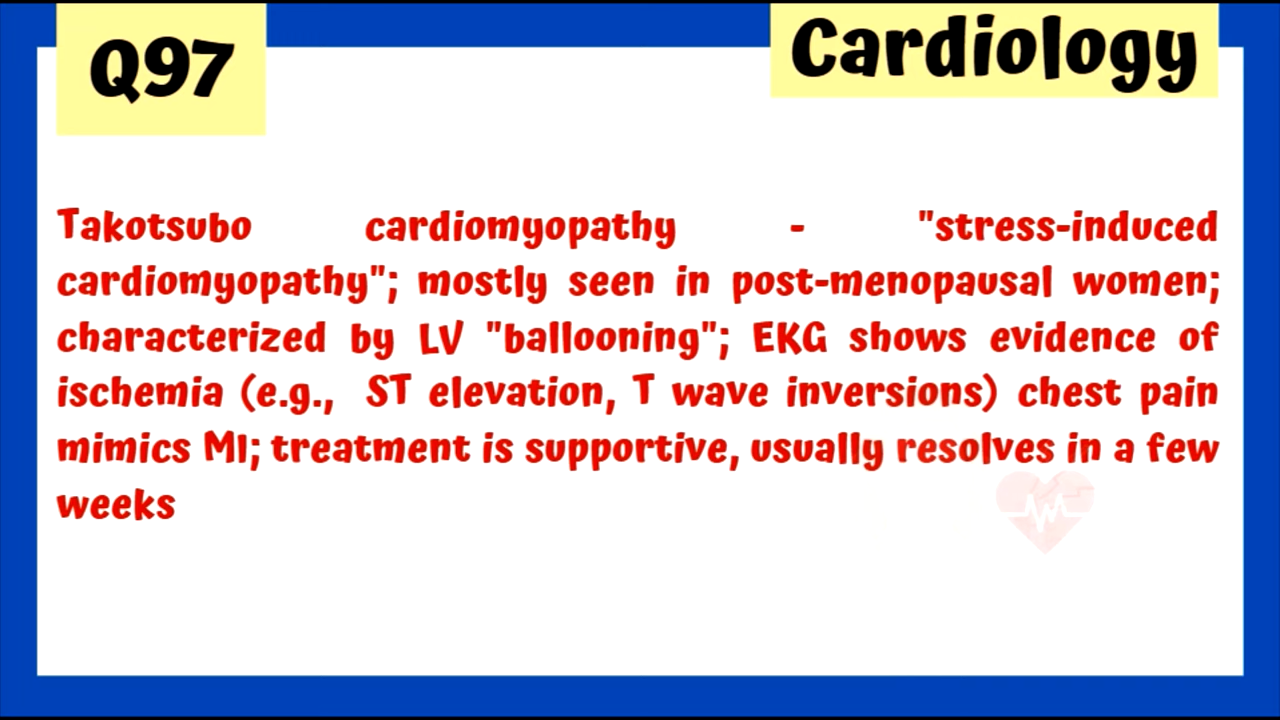 Q97
Cardiology
Takotsubo cardiomyopathy - "stress-induced
cardiomyopathy"; mostly seen in post-menopausal women;
characterized by LV "ballooning"; EKG shows evidence of
ischemia (e.g., ST elevation, T wave inversions) chest pain
mimics MI; treatment is supportive, usually resolves in a few
weeks